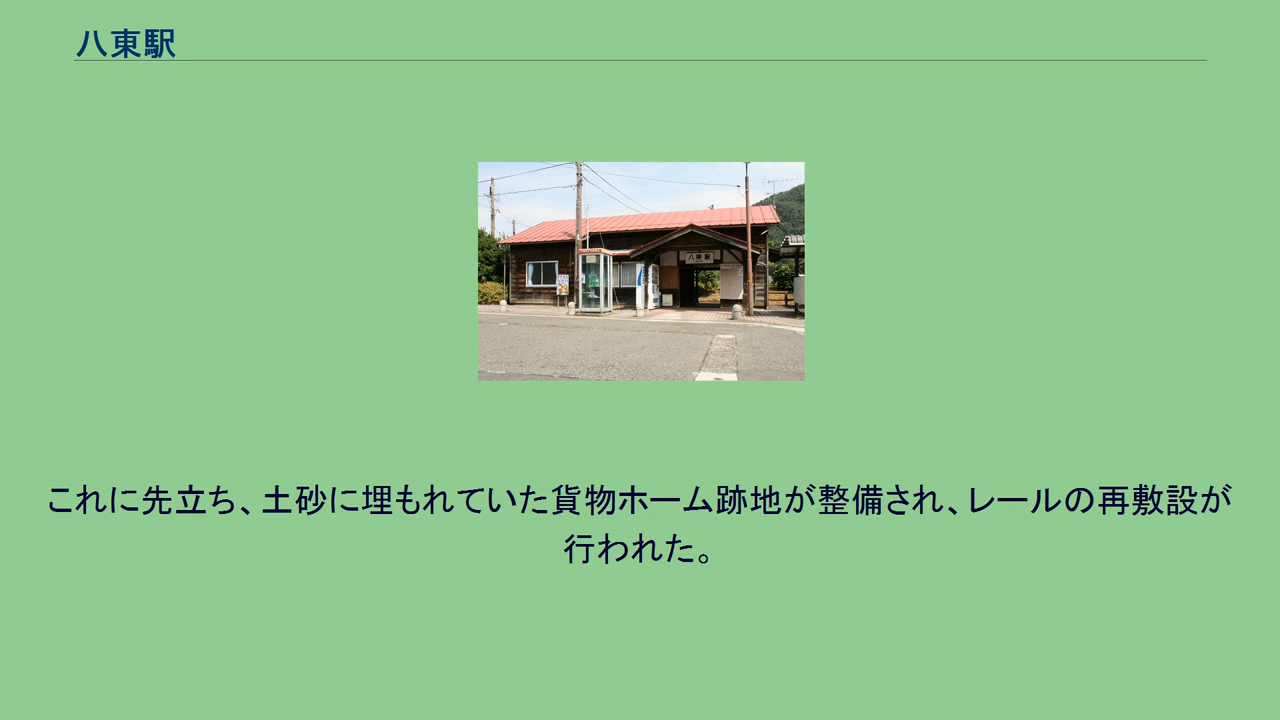 八東駅
八東駅
これに先立ち、土砂に埋もれていた貨物ホーム跡地が整備され、レールの再敷設が
行われた。